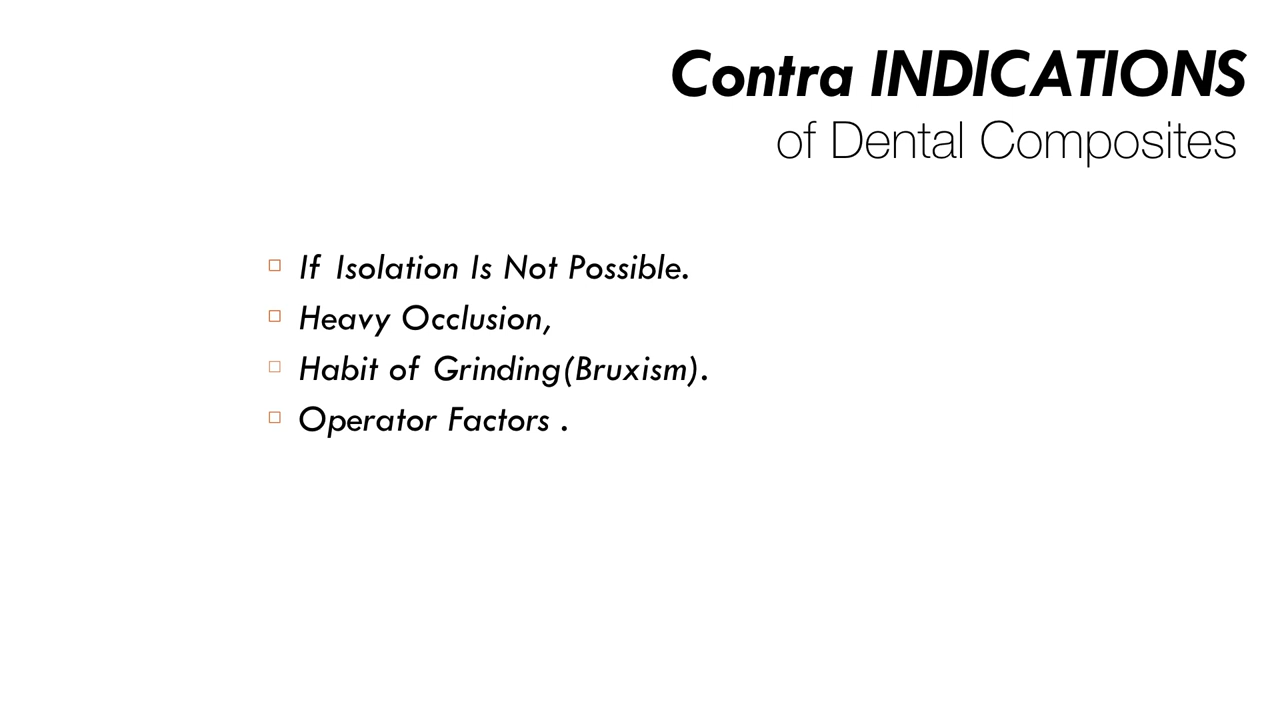 Contra INDICATIONS
of Dental Composites
If Isolation Is Not Possible.
Heavy Occlusion,
Habit of Grinding(Bruxism).
Operator Factors .